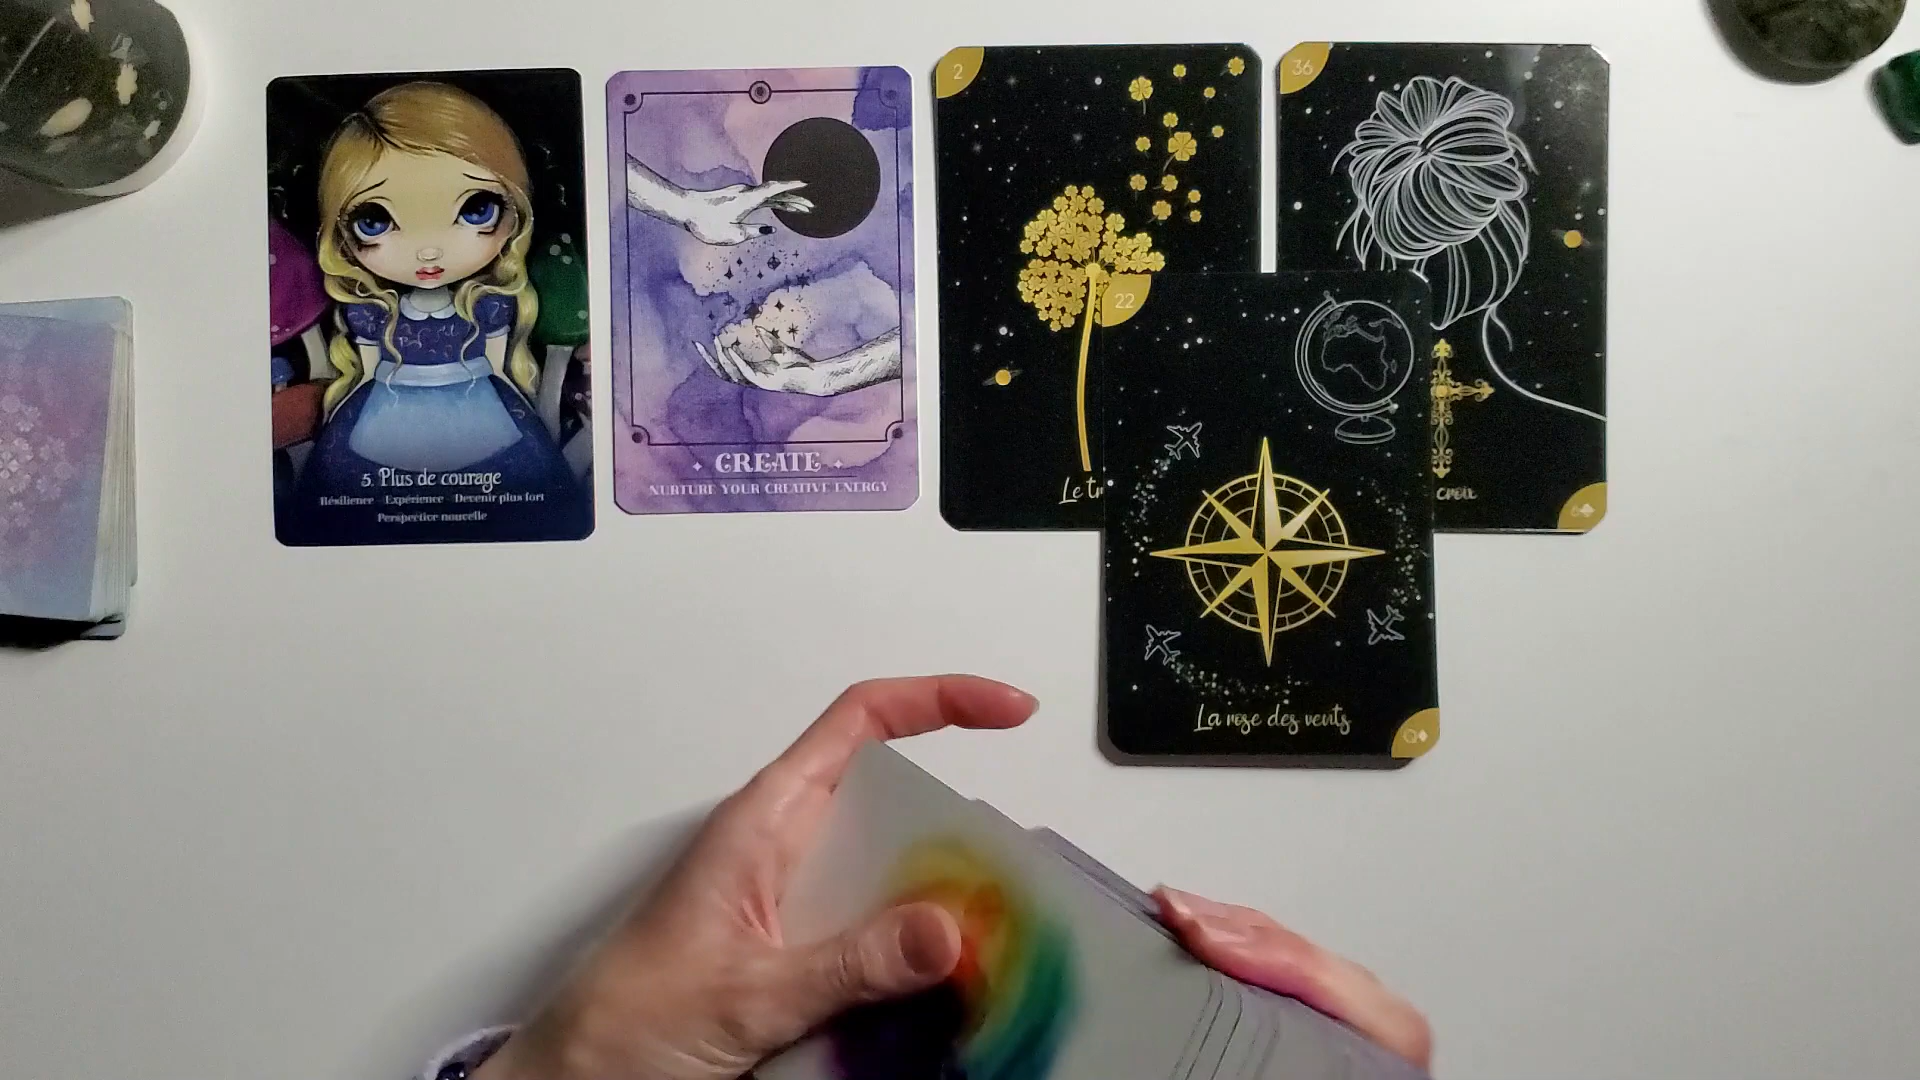 5. Plus de courage
Résilience - Expérience - Devenir plus fort
Perspective nouvelle
CREATE
NURTURE YOUR CREATIVE ENERGY
2
Le
36
croix
22
La rose des vents
Q♦